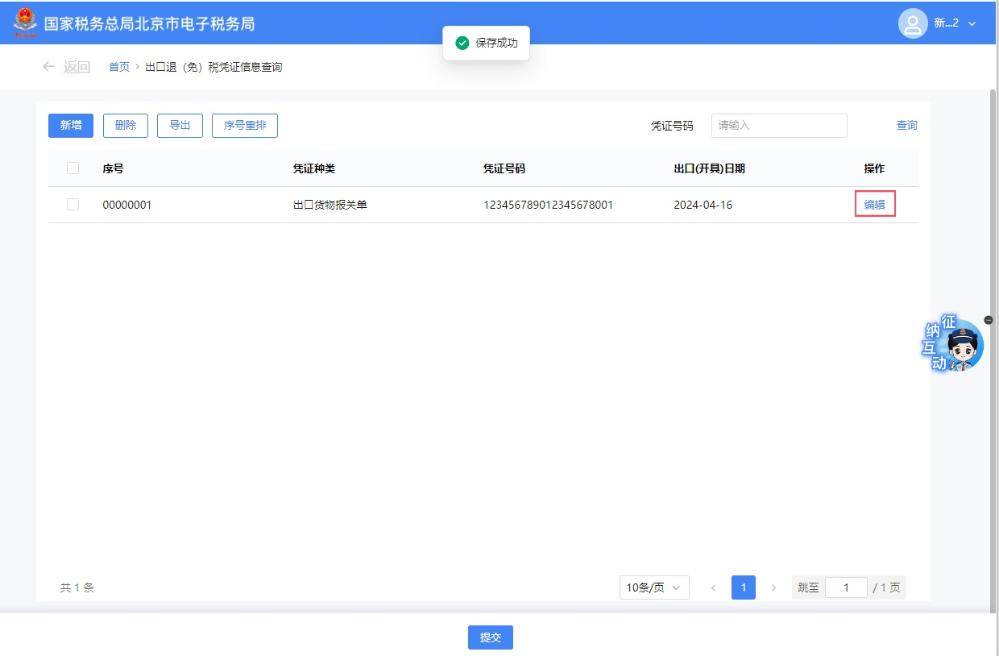 国家税务总局北京市电子税务局
保存成功
新...2
返回 首页 › 出口退（免）税凭证信息查询
新增 删除 导出 序号重排 凭证号码 请输入 查询
序号 凭证种类 凭证号码 出口(开具)日期 操作
00000001 出口货物报关单 123456789012345678001 2024-04-16 编辑
征纳互动
共 1 条 10条/页 1 跳至 1 / 1 页
提交